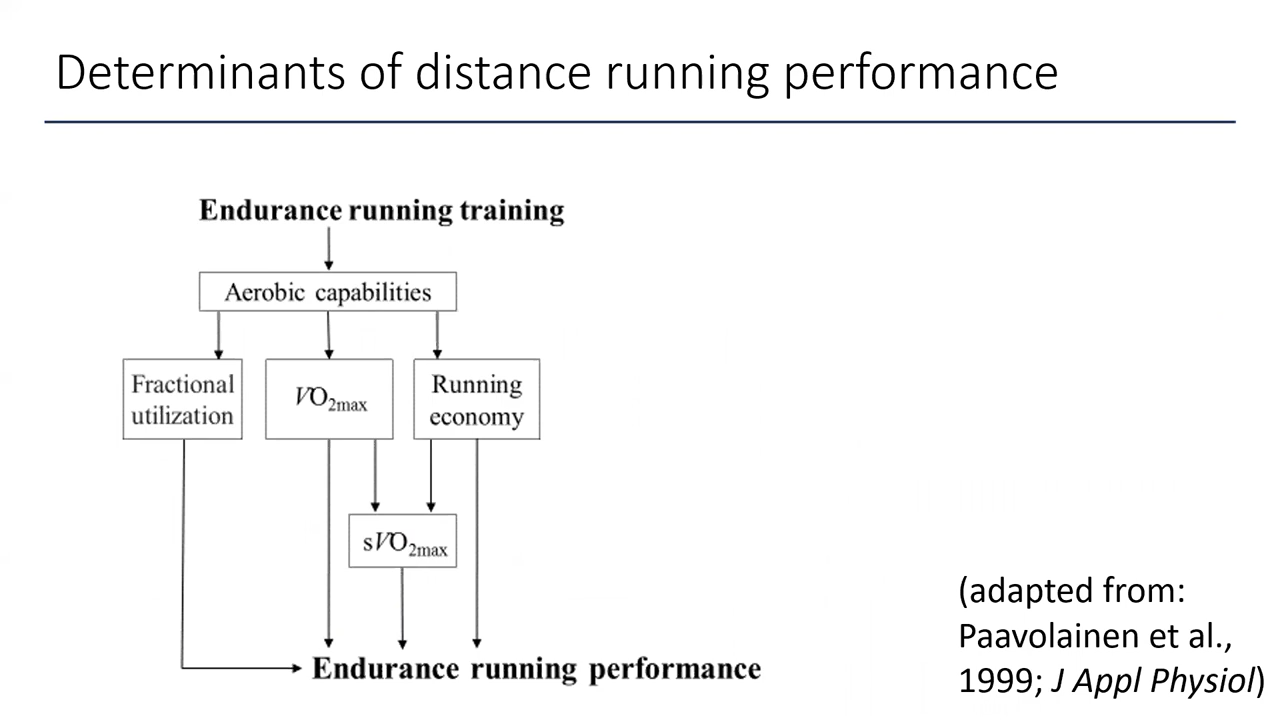 Determinants of distance running performance
Endurance running training
Aerobic capabilities
Fractional
utilization
VO₂max
Running
economy
sVO₂max
Endurance running performance
(adapted from:
Paavolainen et al.,
1999; J Appl Physiol)